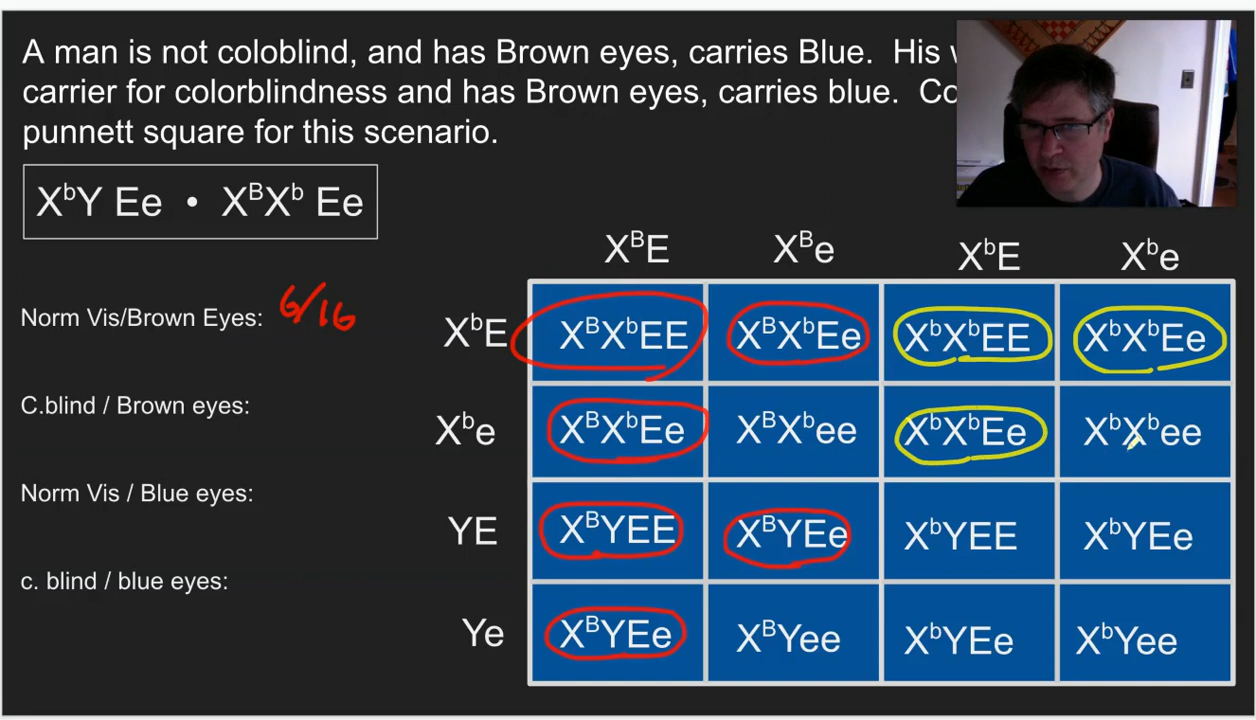 A man is not coloblind, and has Brown eyes, carries Blue. His
carrier for colorblindness and has Brown eyes, carries blue.
punnett square for this scenario.
XᵇY Ee • XᴮXᵇ Ee
XᴮE Xᴮe XᵇE Xᵇe
Norm Vis/Brown Eyes: 6/16
XᵇE XᴮXᵇEE XᴮXᵇEe XᵇXᵇEE XᵇXᵇEe
C.blind / Brown eyes:
Xᵇe XᴮXᵇEe XᴮXᵇee XᵇXᵇEe XᵇXᵇee
Norm Vis / Blue eyes:
YE XᴮYEE XᴮYEe XᵇYEE XᵇYEe
c. blind / blue eyes:
Ye XᴮYEe XᴮYee XᵇYEe XᵇYee